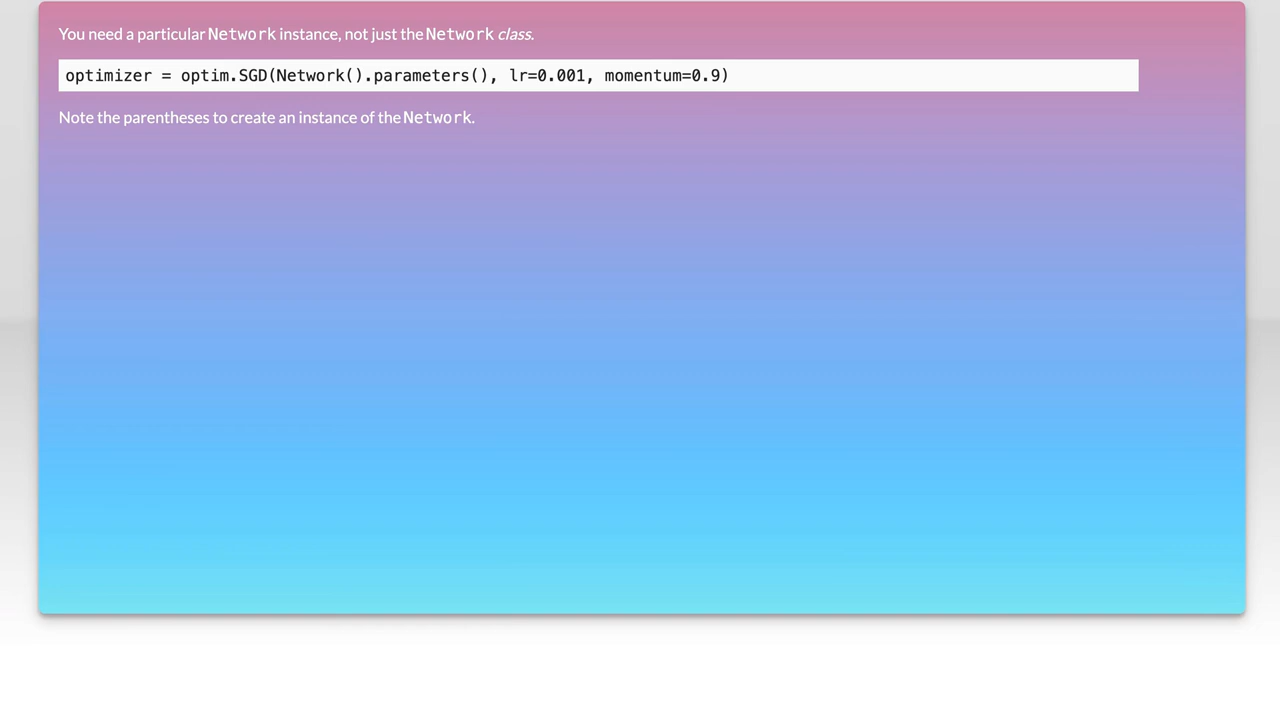 You need a particular Network instance, not just the Network class.
optimizer = optim.SGD(Network().parameters(), lr=0.001, momentum=0.9)
Note the parentheses to create an instance of the Network.